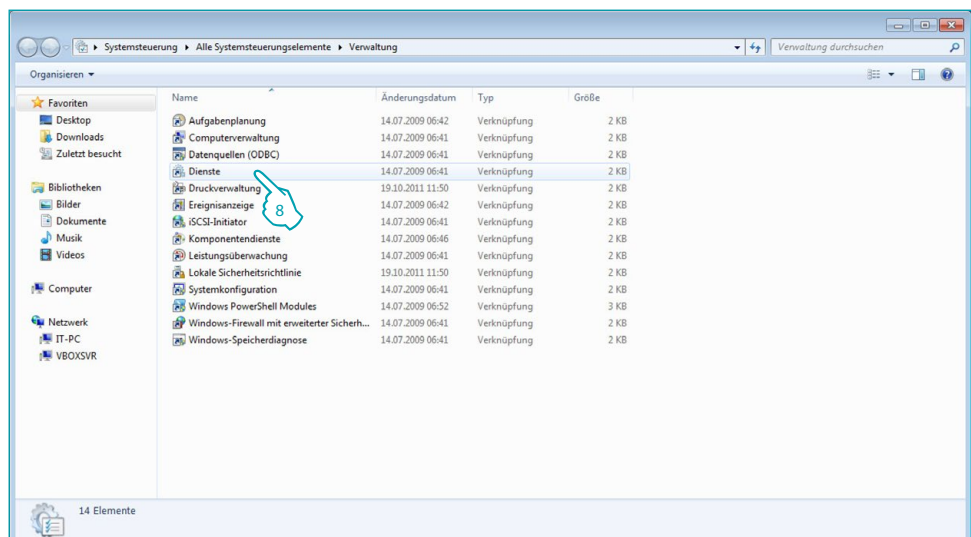 Systemsteuerung ▸ Alle Systemsteuerungselemente ▸ Verwaltung
Verwaltung durchsuchen
Organisieren
Favoriten
Desktop
Downloads
Zuletzt besucht
Bibliotheken
Bilder
Dokumente
Musik
Videos
Computer
Netzwerk
IT-PC
VBOXSVR
Name Änderungsdatum Typ Größe
Aufgabenplanung 14.07.2009 06:42 Verknüpfung 2 KB
Computerverwaltung 14.07.2009 06:41 Verknüpfung 2 KB
Datenquellen (ODBC) 14.07.2009 06:41 Verknüpfung 2 KB
Dienste 14.07.2009 06:41 Verknüpfung 2 KB
Druckverwaltung 19.10.2011 11:50 Verknüpfung 2 KB
Ereignisanzeige 14.07.2009 06:42 Verknüpfung 2 KB
8
iSCSI-Initiator 14.07.2009 06:41 Verknüpfung 2 KB
Komponentendienste 14.07.2009 06:46 Verknüpfung 2 KB
Leistungsüberwachung 14.07.2009 06:41 Verknüpfung 2 KB
Lokale Sicherheitsrichtlinie 19.10.2011 11:50 Verknüpfung 2 KB
Systemkonfiguration 14.07.2009 06:41 Verknüpfung 2 KB
Windows PowerShell Modules 14.07.2009 06:52 Verknüpfung 3 KB
Windows-Firewall mit erweiterter Sicherh... 14.07.2009 06:41 Verknüpfung 2 KB
Windows-Speicherdiagnose 14.07.2009 06:41 Verknüpfung 2 KB
14 Elemente